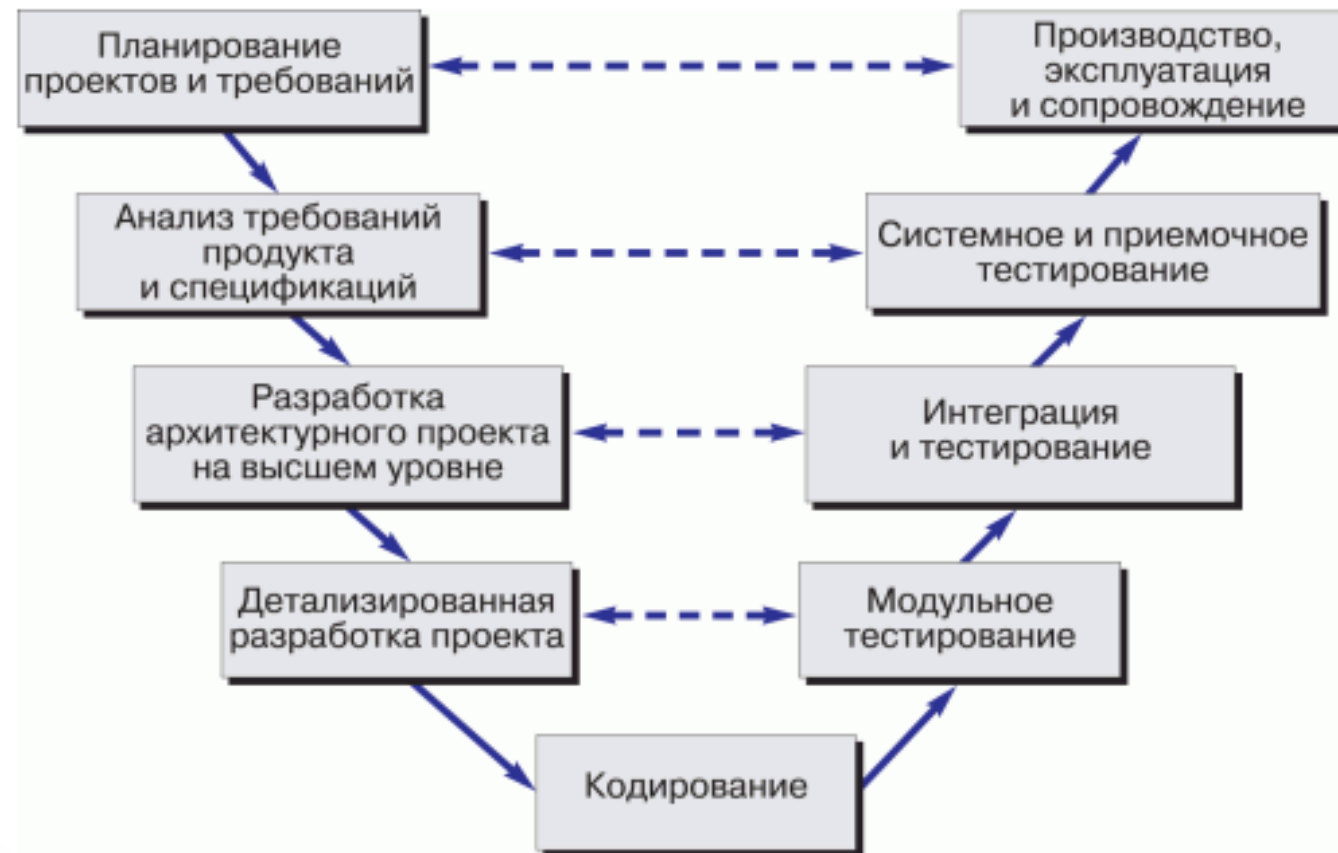 Планирование
проектов и требований
Производство,
эксплуатация
и сопровождение
Анализ требований
продукта
и спецификаций
Системное и приемочное
тестирование
Разработка
архитектурного проекта
на высшем уровне
Интеграция
и тестирование
Детализированная
разработка проекта
Модульное
тестирование
Кодирование